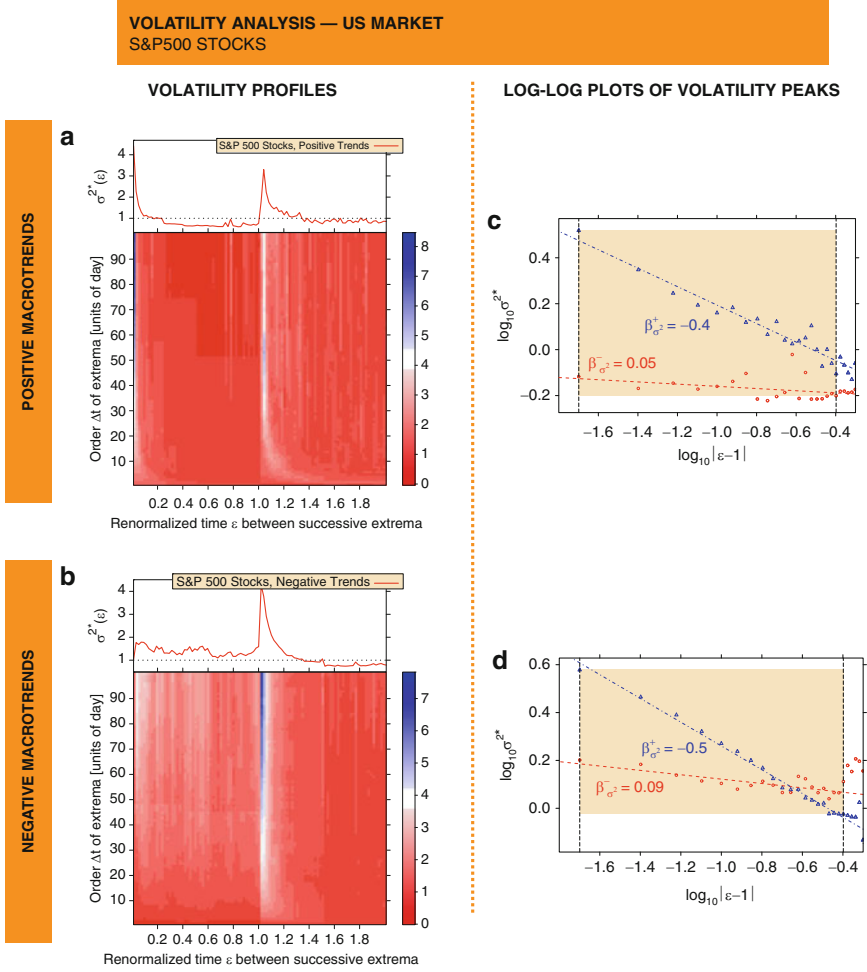 VOLATILITY ANALYSIS — US MARKET
S&P500 STOCKS
VOLATILITY PROFILES
LOG-LOG PLOTS OF VOLATILITY PEAKS
POSITIVE MACROTRENDS
a
S&P 500 Stocks, Positive Trends
σ²*(ε)
4
3
2
1
Order Δt of extrema [units of day]
90
80
70
60
50
40
30
20
10
8
7
6
5
4
3
2
1
0
0.2 0.4 0.6 0.8 1.0 1.2 1.4 1.6 1.8
Renormalized time ε between successive extrema
c
log₁₀σ²*
0.4
0.2
0.0
−0.2
β⁺σ² = −0.4
β⁻σ² = 0.05
−1.6 −1.4 −1.2 −1.0 −0.8 −0.6 −0.4
log₁₀|ε−1|
NEGATIVE MACROTRENDS
b
S&P 500 Stocks, Negative Trends
σ²*(ε)
4
3
2
1
Order Δt of extrema [units of day]
90
80
70
60
50
40
30
20
10
7
6
5
4
3
2
1
0
0.2 0.4 0.6 0.8 1.0 1.2 1.4 1.6 1.8
Renormalized time ε between successive extrema
d
log₁₀σ²*
0.6
0.4
0.2
0.0
β⁺σ² = −0.5
β⁻σ² = 0.09
−1.6 −1.4 −1.2 −1.0 −0.8 −0.6 −0.4
log₁₀|ε−1|